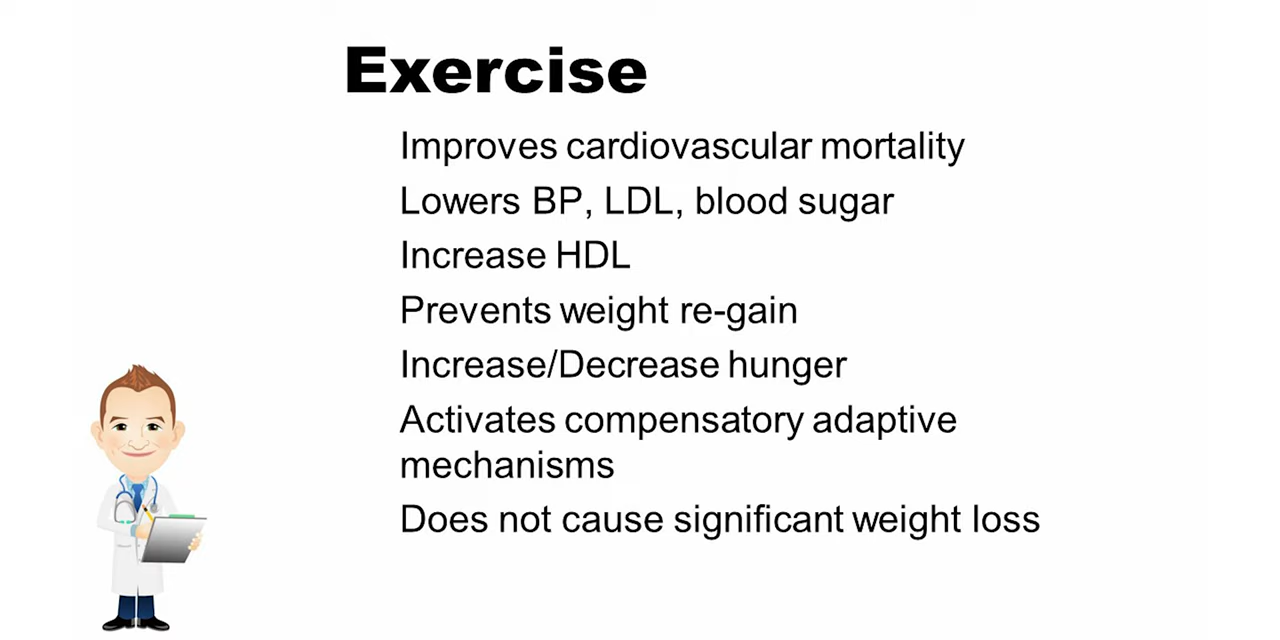 Exercise
Improves cardiovascular mortality
Lowers BP, LDL, blood sugar
Increase HDL
Prevents weight re-gain
Increase/Decrease hunger
Activates compensatory adaptive
mechanisms
Does not cause significant weight loss